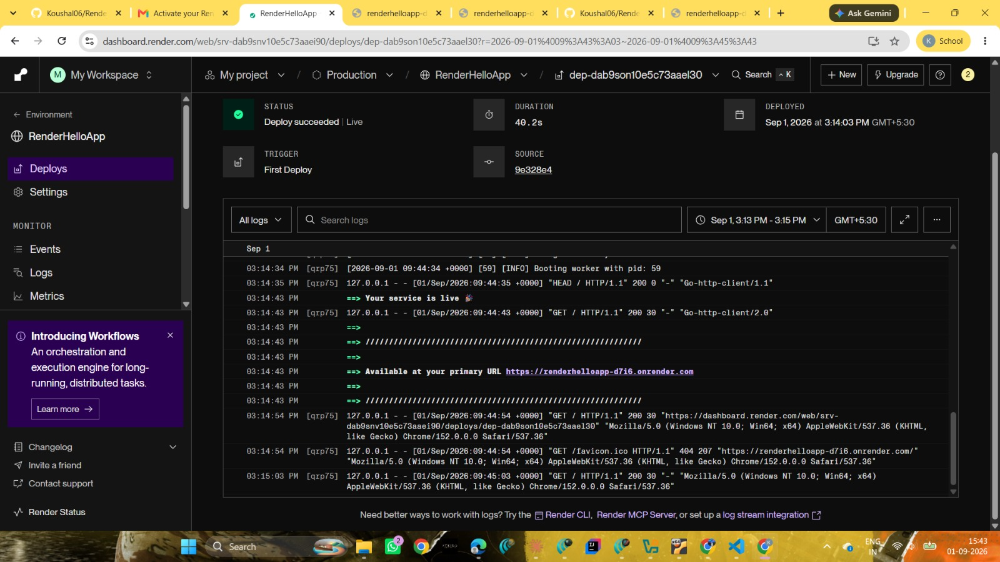 Koushal06/Rende
Activate your Ren
RenderHelloApp
renderhelloapp-d
renderhelloapp-d
Koushal06/Rende
renderhelloapp-d
Ask Gemini
dashboard.render.com/web/srv-dab9snv10e5c73aaei90/deploys/dep-dab9son10e5c73aael30?r=2026-09-01%4009%3A43%3A03~2026-09-01%4009%3A45%3A43
K School
M My Workspace
My project / Production / RenderHelloApp / dep-dab9son10e5c73aael30
Search ^ K
+ New
Upgrade
2
← Environment
RenderHelloApp
Deploys
Settings
MONITOR
Events
Logs
Metrics
Introducing Workflows
An orchestration and
execution engine for long-
running, distributed tasks.
Learn more →
Changelog
Invite a friend
Contact support
Render Status
STATUS
Deploy succeeded | Live
DURATION
40.2s
DEPLOYED
Sep 1, 2026 at 3:14:03 PM GMT+5:30
TRIGGER
First Deploy
SOURCE
9e328e4
All logs
Search logs
Sep 1, 3:13 PM - 3:15 PM
GMT+5:30
...
Sep 1
03:14:34 PM [qrp75] [2026-09-01 09:44:34 +0000] [59] [INFO] Booting worker with pid: 59
03:14:35 PM [qrp75] 127.0.0.1 - - [01/Sep/2026:09:44:35 +0000] "HEAD / HTTP/1.1" 200 0 "-" "Go-http-client/1.1"
03:14:43 PM ==> Your service is live 🎉
03:14:43 PM [qrp75] 127.0.0.1 - - [01/Sep/2026:09:44:43 +0000] "GET / HTTP/1.1" 200 30 "-" "Go-http-client/2.0"
03:14:43 PM ==>
03:14:43 PM ==> ///////////////////////////////////////////////////////////
03:14:43 PM ==>
03:14:43 PM ==> Available at your primary URL https://renderhelloapp-d7i6.onrender.com
03:14:43 PM ==>
03:14:43 PM ==> ///////////////////////////////////////////////////////////
03:14:54 PM [qrp75] 127.0.0.1 - - [01/Sep/2026:09:44:54 +0000] "GET / HTTP/1.1" 200 30 "https://dashboard.render.com/web/srv-
dab9snv10e5c73aaei90/deploys/dep-dab9son10e5c73aael30" "Mozilla/5.0 (Windows NT 10.0; Win64; x64) AppleWebKit/537.36 (KHTML,
like Gecko) Chrome/152.0.0.0 Safari/537.36"
03:14:54 PM [qrp75] 127.0.0.1 - - [01/Sep/2026:09:44:54 +0000] "GET /favicon.ico HTTP/1.1" 404 207 "https://renderhelloapp-d7i6.onrender.com/"
"Mozilla/5.0 (Windows NT 10.0; Win64; x64) AppleWebKit/537.36 (KHTML, like Gecko) Chrome/152.0.0.0 Safari/537.36"
03:15:03 PM [qrp75] 127.0.0.1 - - [01/Sep/2026:09:45:03 +0000] "GET / HTTP/1.1" 200 30 "-" "Mozilla/5.0 (Windows NT 10.0; Win64; x64)
AppleWebKit/537.36 (KHTML, like Gecko) Chrome/152.0.0.0 Safari/537.36"
Need better ways to work with logs? Try the Render CLI, Render MCP Server, or set up a log stream integration
Search
2
ENG
IN
15:43
01-09-2026